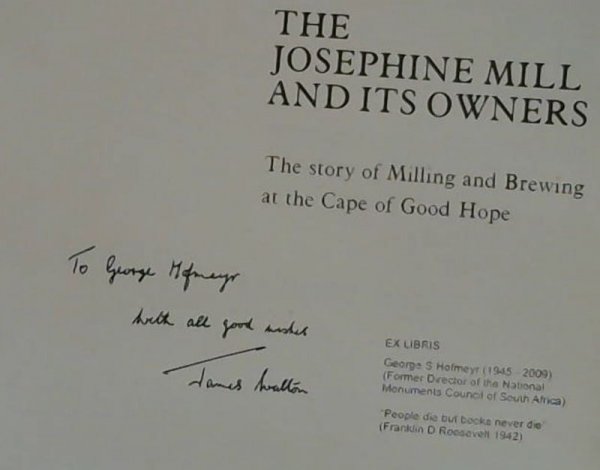 THE
JOSEPHINE MILL
AND ITS OWNERS
The story of Milling and Brewing
at the Cape of Good Hope
To George Hofmeyr
with all good wishes
James Walton
EX LIBRIS
George S Hofmeyr (1945 - 2009)
(Former Director of the National
Monuments Council of South Africa)
"People die but books never die"
(Franklin D Roosevelt 1942)